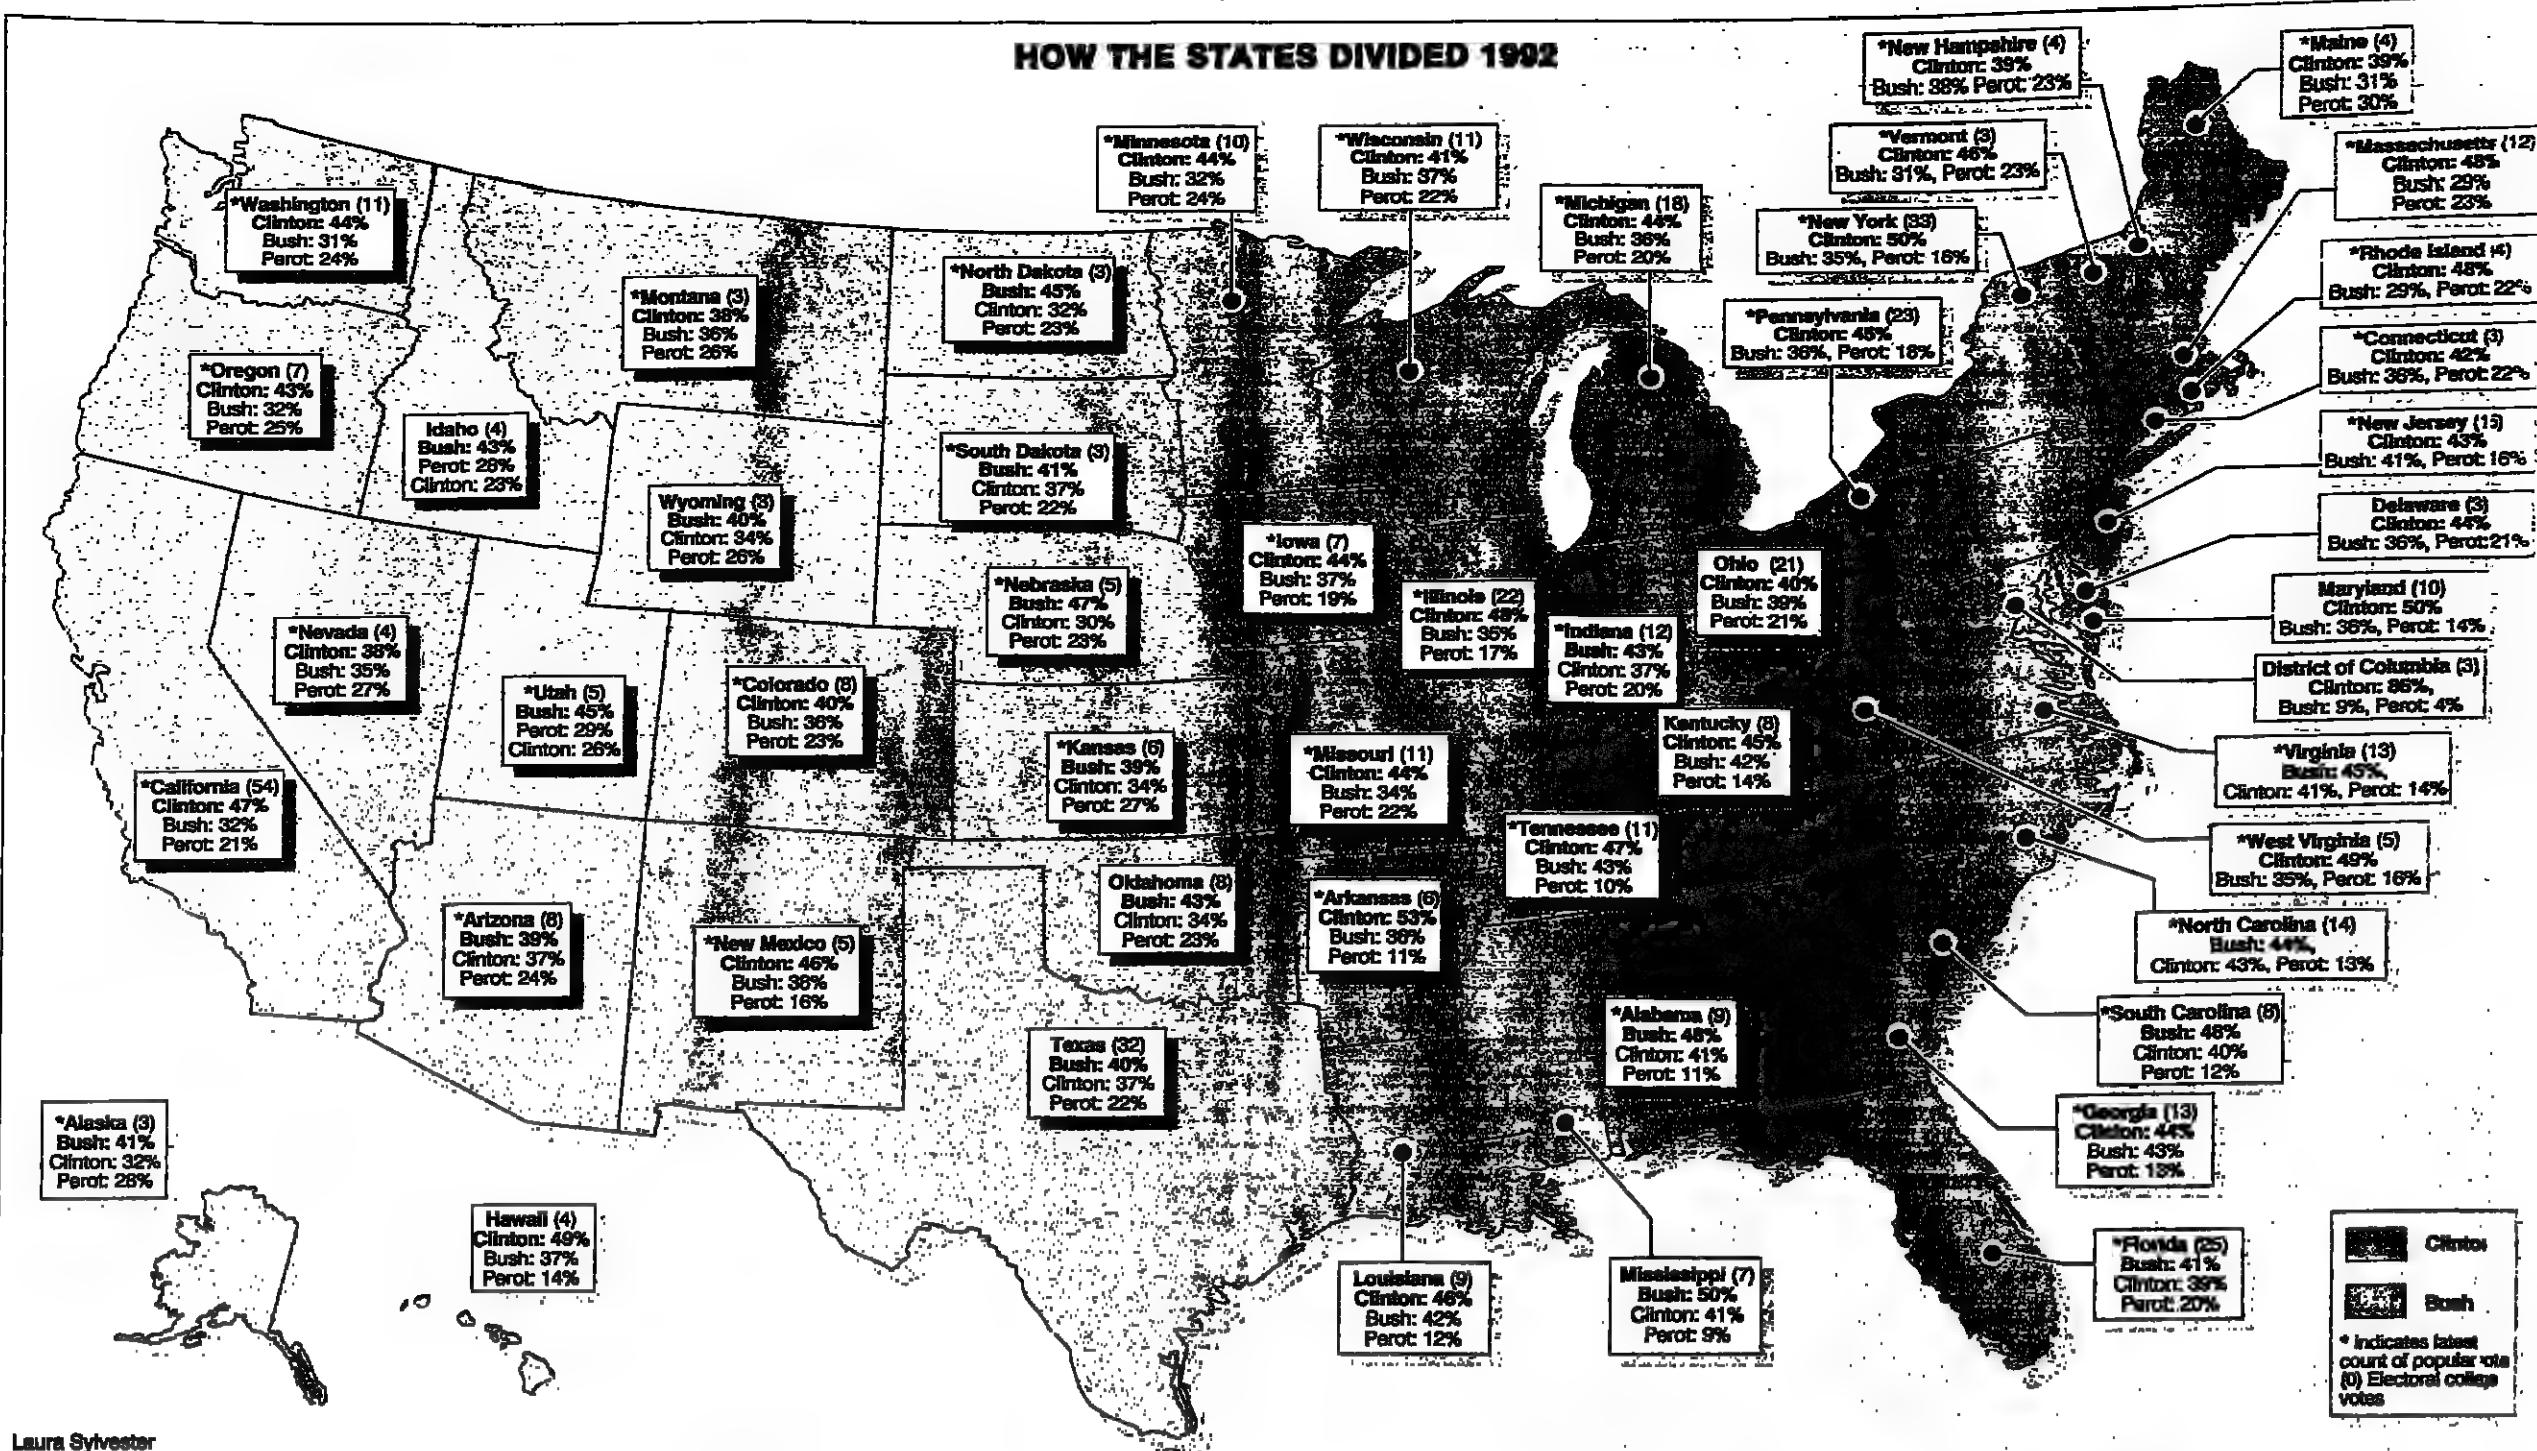 HOW THE STATES DIVIDED 1992
*New Hampshire (4)
Clinton: 39%
Bush: 38% Perot: 23%
*Maine (4)
Clinton: 39%
Bush: 31%
Perot: 30%
*Minnesota (10)
Clinton: 44%
Bush: 32%
Perot: 24%
*Wisconsin (11)
Clinton: 41%
Bush: 37%
Perot: 22%
*Vermont (3)
Clinton: 46%
Bush: 31%, Perot: 23%
*Massachusetts (12)
Clinton: 48%
Bush: 29%
Perot: 23%
*Washington (11)
Clinton: 44%
Bush: 31%
Perot: 24%
*Michigan (18)
Clinton: 44%
Bush: 36%
Perot: 20%
*New York (33)
Clinton: 50%
Bush: 35%, Perot: 16%
*Rhode Island (4)
Clinton: 48%
Bush: 29%, Perot: 22%
*Montana (3)
Clinton: 38%
Bush: 36%
Perot: 26%
*North Dakota (3)
Bush: 45%
Clinton: 32%
Perot: 23%
*Pennsylvania (23)
Clinton: 45%
Bush: 36%, Perot: 18%
*Connecticut (3)
Clinton: 42%
Bush: 36%, Perot: 22%
*Oregon (7)
Clinton: 43%
Bush: 32%
Perot: 25%
Idaho (4)
Bush: 43%
Perot: 28%
Clinton: 23%
*South Dakota (3)
Bush: 41%
Clinton: 37%
Perot: 22%
*New Jersey (15)
Clinton: 43%
Bush: 41%, Perot: 16%
Wyoming (3)
Bush: 40%
Clinton: 34%
Perot: 26%
Delaware (3)
Clinton: 44%
Bush: 36%, Perot: 21%
*Iowa (7)
Clinton: 44%
Bush: 37%
Perot: 19%
*Nebraska (5)
Bush: 47%
Clinton: 30%
Perot: 23%
*Illinois (22)
Clinton: 48%
Bush: 35%
Perot: 17%
Ohio (21)
Clinton: 40%
Bush: 39%
Perot: 21%
Maryland (10)
Clinton: 50%
Bush: 36%, Perot: 14%
*Nevada (4)
Clinton: 38%
Bush: 35%
Perot: 27%
*Indiana (12)
Bush: 43%
Clinton: 37%
Perot: 20%
District of Columbia (3)
Clinton: 86%,
Bush: 9%, Perot: 4%
*Utah (5)
Bush: 45%
Perot: 29%
Clinton: 26%
*Colorado (8)
Clinton: 40%
Bush: 36%
Perot: 23%
Kentucky (8)
Clinton: 45%
Bush: 42%
Perot: 14%
*Kansas (6)
Bush: 39%
Clinton: 34%
Perot: 27%
*Missouri (11)
Clinton: 44%
Bush: 34%
Perot: 22%
*Virginia (13)
Bush: 45%,
Clinton: 41%, Perot: 14%
*California (54)
Clinton: 47%
Bush: 32%
Perot: 21%
*Tennessee (11)
Clinton: 47%
Bush: 43%
Perot: 10%
*West Virginia (5)
Clinton: 49%
Bush: 35%, Perot: 16%
Oklahoma (8)
Bush: 43%
Clinton: 34%
Perot: 23%
*Arkansas (6)
Clinton: 53%
Bush: 36%
Perot: 11%
*Arizona (8)
Bush: 39%
Clinton: 37%
Perot: 24%
*New Mexico (5)
Clinton: 46%
Bush: 38%
Perot: 16%
*North Carolina (14)
Bush: 44%,
Clinton: 43%, Perot: 13%
*Alabama (9)
Bush: 48%
Clinton: 41%
Perot: 11%
*South Carolina (8)
Bush: 48%
Clinton: 40%
Perot: 12%
Texas (32)
Bush: 40%
Clinton: 37%
Perot: 22%
*Georgia (13)
Clinton: 44%
Bush: 43%
Perot: 13%
*Alaska (3)
Bush: 41%
Clinton: 32%
Perot: 28%
Hawaii (4)
Clinton: 49%
Bush: 37%
Perot: 14%
Louisiana (9)
Clinton: 46%
Bush: 42%
Perot: 12%
Mississippi (7)
Bush: 50%
Clinton: 41%
Perot: 9%
*Florida (25)
Bush: 41%
Clinton: 39%
Perot: 20%
Clinton
Bush
* Indicates latest
count of popular vote
(0) Electoral college
votes
Laura Sylvester